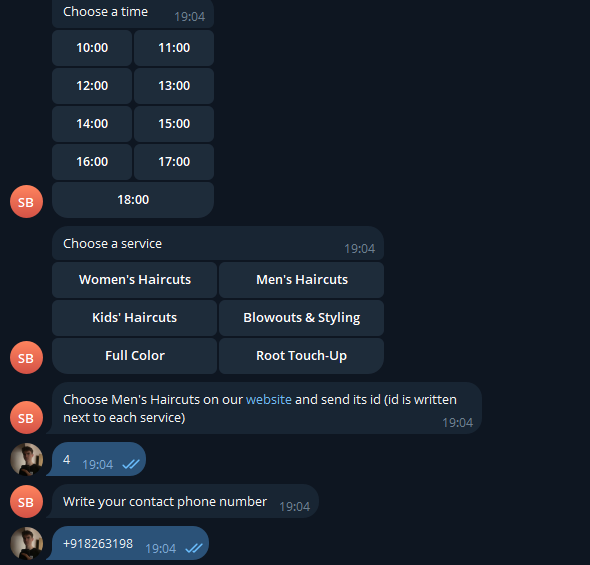 Choose a time 19:04
10:00 11:00
12:00 13:00
14:00 15:00
16:00 17:00
SB 18:00
Choose a service 19:04
Women's Haircuts Men's Haircuts
Kids' Haircuts Blowouts & Styling
SB Full Color Root Touch-Up
Choose Men's Haircuts on our website and send its id (id is written
SB next to each service) 19:04
4 19:04
SB Write your contact phone number 19:04
+918263198 19:04